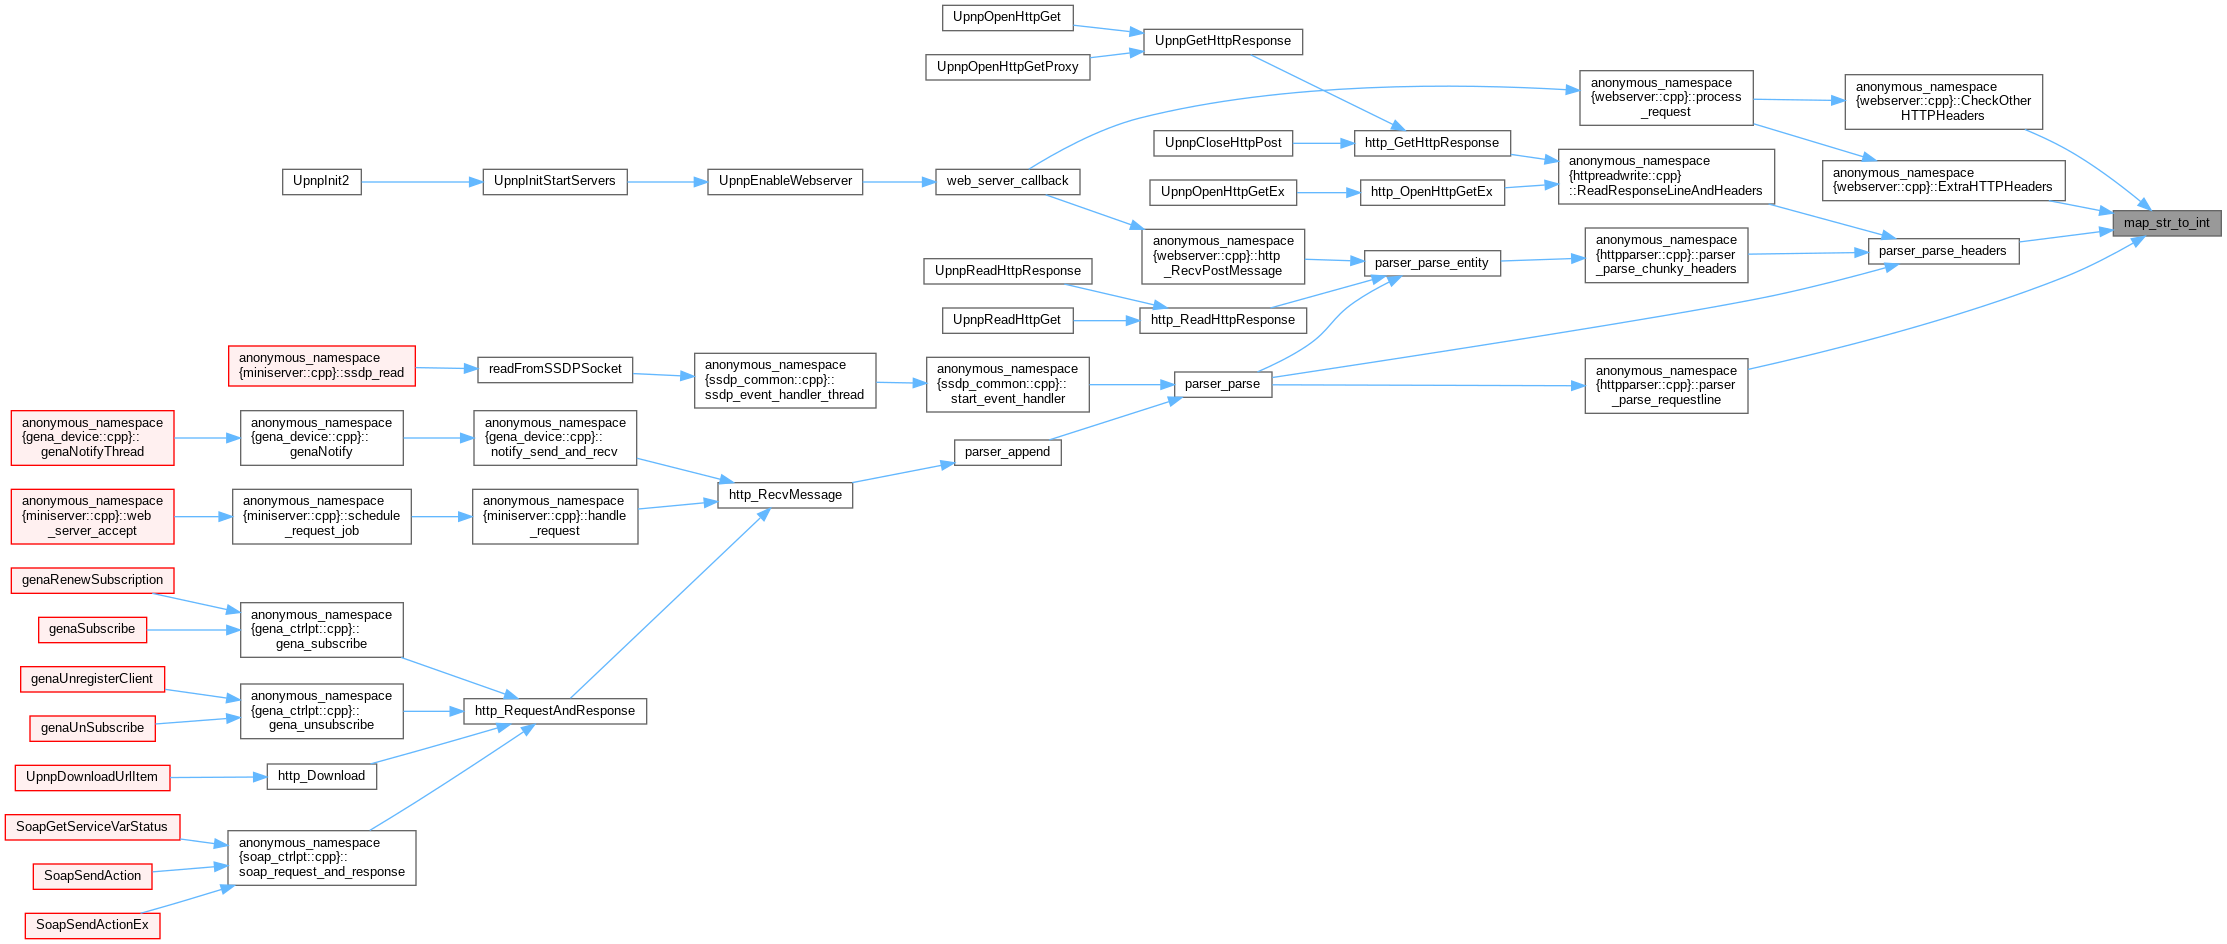 UpnpOpenHttpGet
UpnpGetHttpResponse
UpnpOpenHttpGetProxy
anonymous_namespace
{webserver::cpp}::process
_request
anonymous_namespace
{webserver::cpp}::CheckOther
HTTPHeaders
UpnpCloseHttpPost
http_GetHttpResponse
anonymous_namespace
{httpreadwrite::cpp}
::ReadResponseLineAndHeaders
anonymous_namespace
{webserver::cpp}::ExtraHTTPHeaders
UpnpInit2
UpnpInitStartServers
UpnpEnableWebserver
web_server_callback
UpnpOpenHttpGetEx
http_OpenHttpGetEx
map_str_to_int
anonymous_namespace
{webserver::cpp}::http
_RecvPostMessage
parser_parse_entity
anonymous_namespace
{httpparser::cpp}::parser
_parse_chunky_headers
parser_parse_headers
UpnpReadHttpResponse
UpnpReadHttpGet
http_ReadHttpResponse
anonymous_namespace
{miniserver::cpp}::ssdp_read
readFromSSDPSocket
anonymous_namespace
{ssdp_common::cpp}::
ssdp_event_handler_thread
anonymous_namespace
{ssdp_common::cpp}::
start_event_handler
parser_parse
anonymous_namespace
{httpparser::cpp}::parser
_parse_requestline
anonymous_namespace
{gena_device::cpp}::
genaNotifyThread
anonymous_namespace
{gena_device::cpp}::
genaNotify
anonymous_namespace
{gena_device::cpp}::
notify_send_and_recv
parser_append
http_RecvMessage
anonymous_namespace
{miniserver::cpp}::web
_server_accept
anonymous_namespace
{miniserver::cpp}::schedule
_request_job
anonymous_namespace
{miniserver::cpp}::handle
_request
genaRenewSubscription
genaSubscribe
anonymous_namespace
{gena_ctrlpt::cpp}::
gena_subscribe
genaUnregisterClient
genaUnSubscribe
anonymous_namespace
{gena_ctrlpt::cpp}::
gena_unsubscribe
http_RequestAndResponse
UpnpDownloadUrlItem
http_Download
SoapGetServiceVarStatus
SoapSendAction
SoapSendActionEx
anonymous_namespace
{soap_ctrlpt::cpp}::
soap_request_and_response